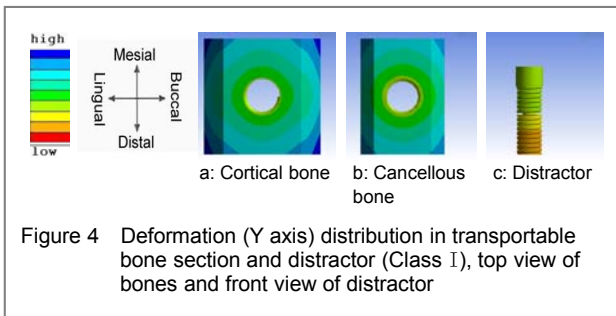 high
low
Mesial
Lingual
Buccal
Distal
a: Cortical bone
b: Cancellous
bone
c: Distractor
Figure 4 Deformation (Y axis) distribution in transportable
bone section and distractor (Class Ⅰ), top view of
bones and front view of distractor